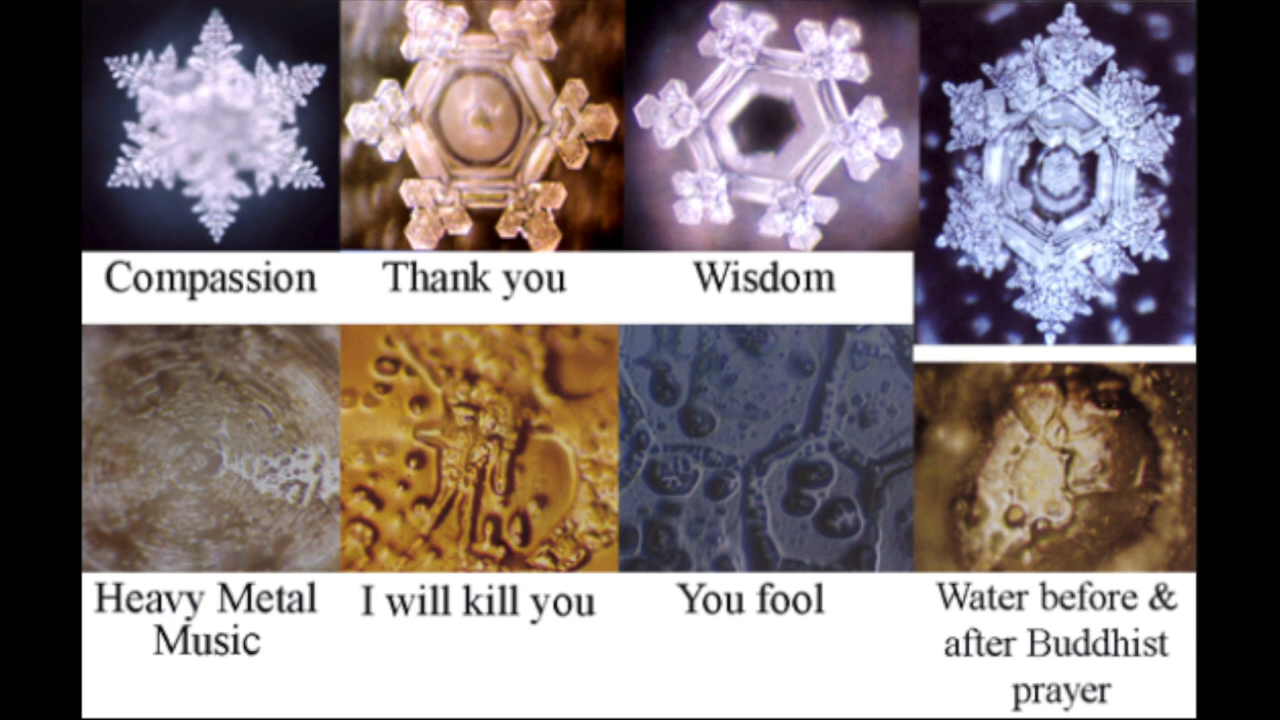 Compassion
Thank you
Wisdom
Heavy Metal
Music
I will kill you
You fool
Water before &
after Buddhist
prayer